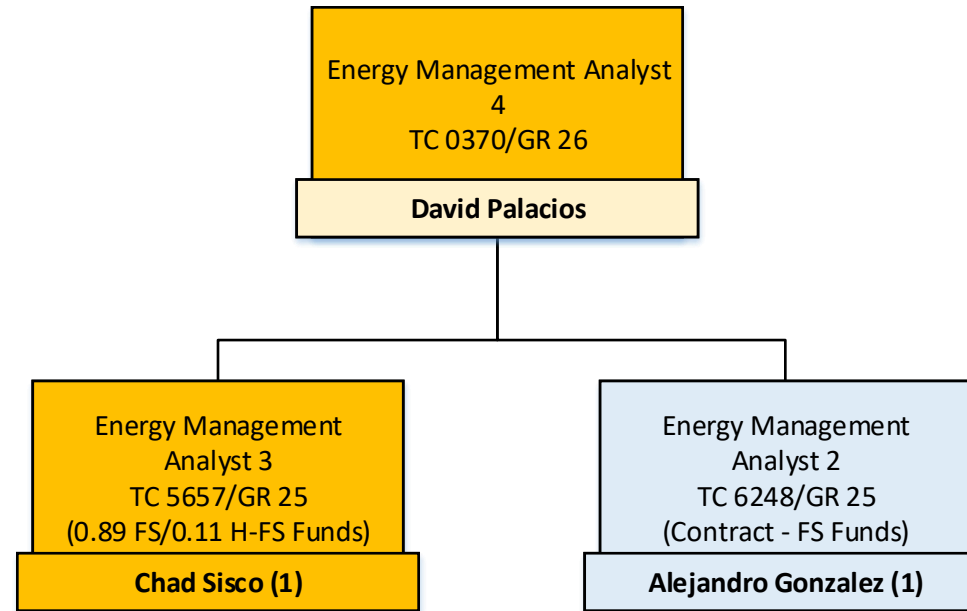 Energy Management Analyst
4
TC 0370/GR 26
David Palacios
Energy Management
Analyst 3
TC 5657/GR 25
(0.89 FS/0.11 H-FS Funds)
Chad Sisco (1)
Energy Management
Analyst 2
TC 6248/GR 25
(Contract - FS Funds)
Alejandro Gonzalez (1)